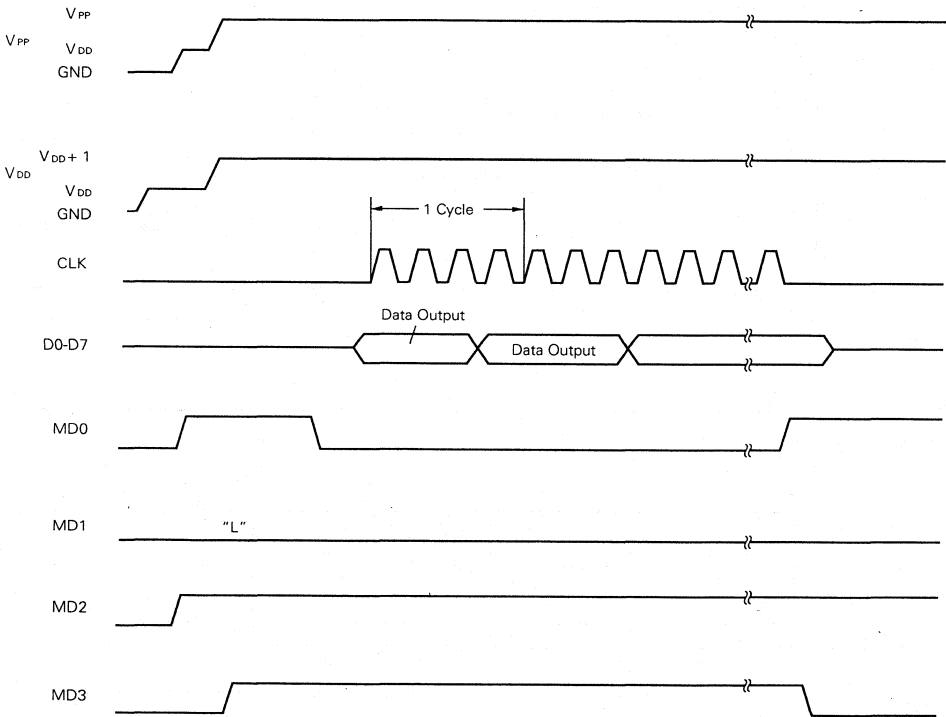 VPP
VPP
VDD
GND
VDD + 1
VDD
VDD
GND
1 Cycle
CLK
Data Output
D0-D7
Data Output
MD0
MD1
"L"
MD2
MD3